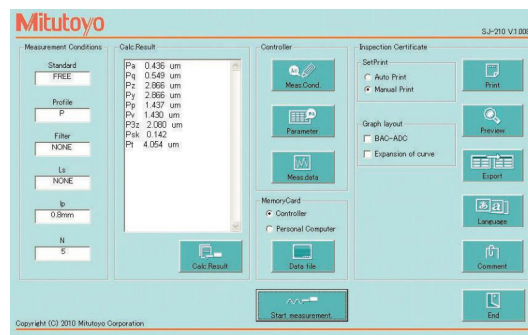 Mitutoyo
SJ-210 V1.008
Measurement Conditions
Standard
FREE
Profile
P
Filter
NONE
Ls
NONE
lp
0.8mm
N
5
Calc.Result
Pa 0.436 um
Pq 0.549 um
Pz 2.866 um
Py 2.866 um
Pp 1.437 um
Pv 1.430 um
P3z 2.080 um
Psk 0.142
Pt 4.054 um
Calc.Result
Controller
Meas.Cond.
Parameter
Meas.data
MemoryCard
Controller
Personal Computer
Data file
Start measurement.
Inspection Certificate
SetPrint
Auto Print
Manual Print
Graph layout
BAC-ADC
Expansion of curve
Print
Preview
Export
あ a
Language
Comment
End
Copyright (C) 2010 Mitutoyo Corporation